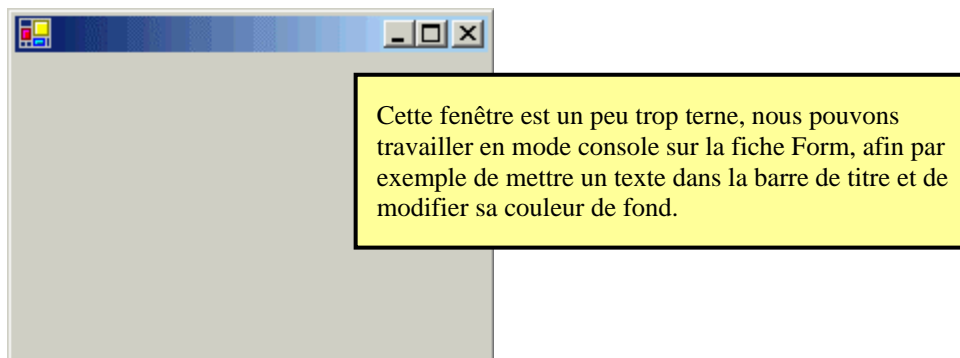 Cette fenêtre est un peu trop terne, nous pouvons
travailler en mode console sur la fiche Form, afin par
exemple de mettre un texte dans la barre de titre et de
modifier sa couleur de fond.